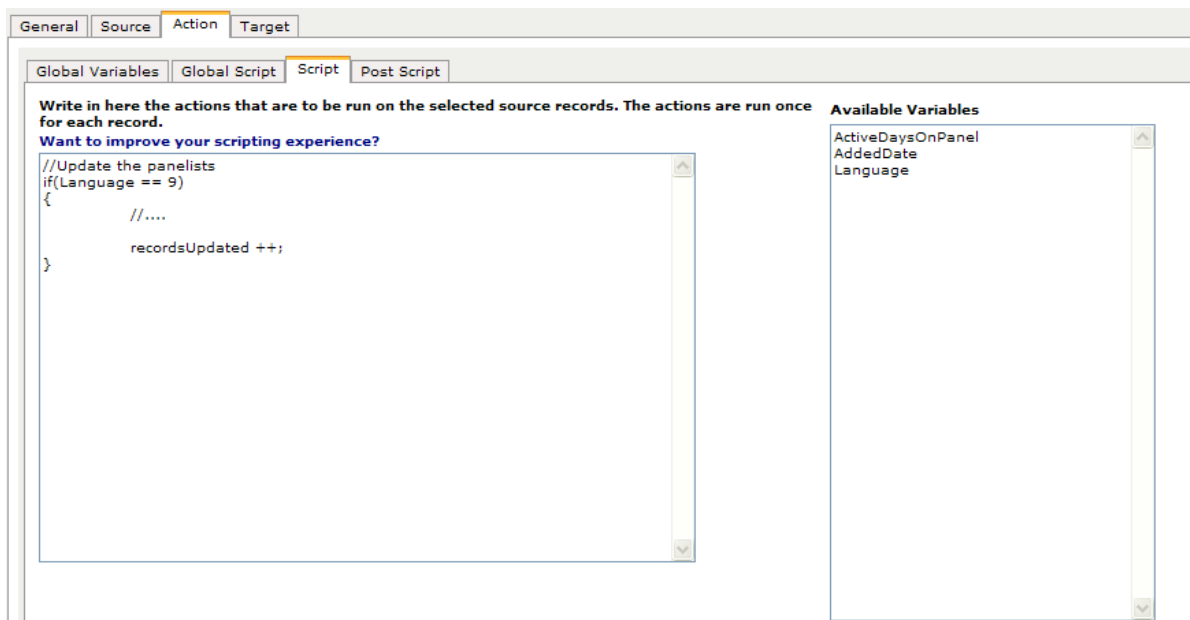 General Source Action Target
Global Variables Global Script Script Post Script
Write in here the actions that are to be run on the selected source records. The actions are run once
for each record.
Want to improve your scripting experience?
//Update the panelists
if(Language == 9)
{
//....
recordsUpdated ++;
}
Available Variables
ActiveDaysOnPanel
AddedDate
Language